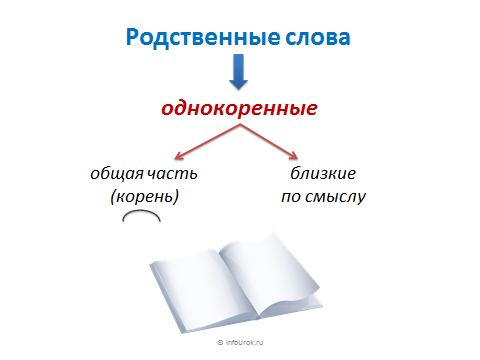 Родственные слова
однокоренные
общая часть
(корень)
близкие
по смыслу
© InfoUrok.ru